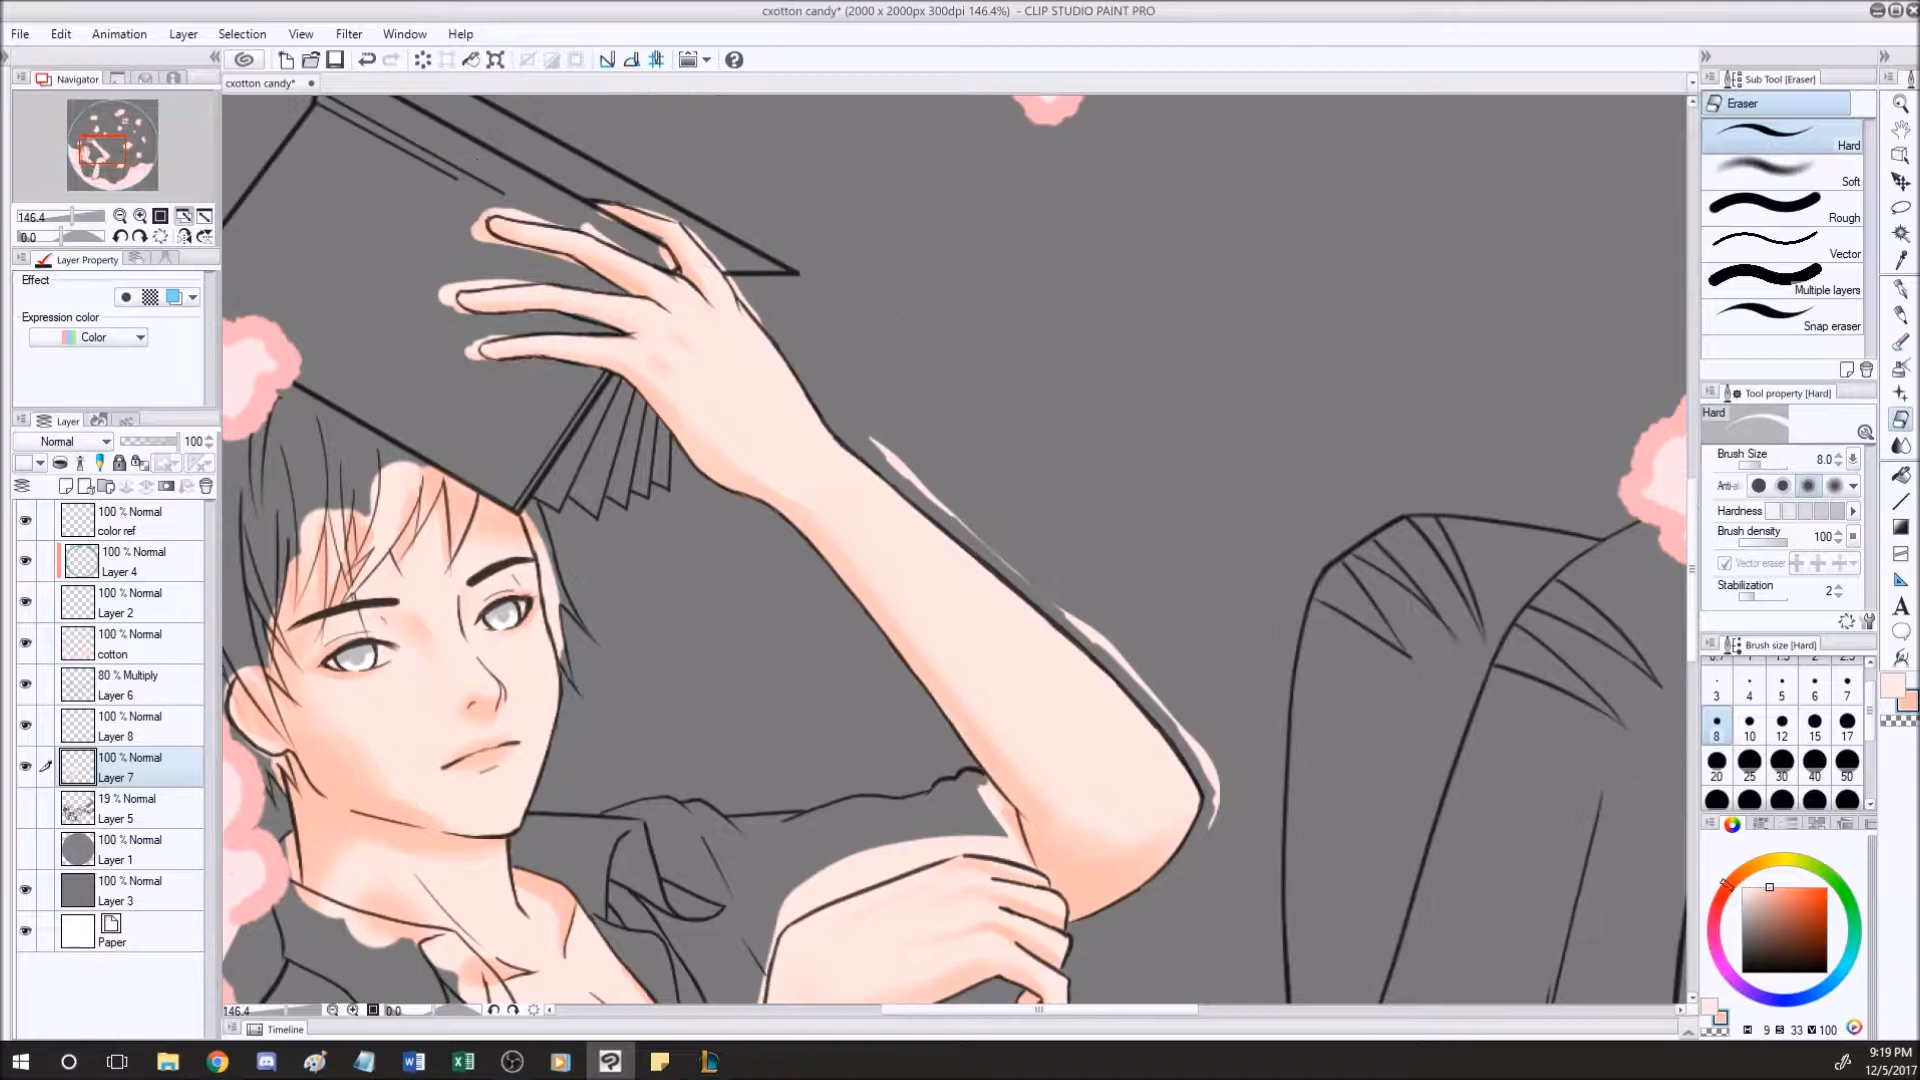 cxotton candy* (2000 x 2000px 300dpi 146.4%) - CLIP STUDIO PAINT PRO
File Edit Animation Layer Selection View Filter Window Help
Navigator
cxotton candy*
Sub Tool [Eraser]
Eraser
Hard
Soft
Rough
Vector
Multiple layers
Snap eraser
146.4
0.0
Layer Property
Effect
Expression color
Color
Layer
Normal 100
100 % Normal
color ref
100 % Normal
Layer 4
100 % Normal
Layer 2
100 % Normal
cotton
80 % Multiply
Layer 6
100 % Normal
Layer 8
100 % Normal
Layer 7
19 % Normal
Layer 5
100 % Normal
Layer 1
100 % Normal
Layer 3
Paper
Tool property [Hard]
Hard
Brush Size 8.0
Anti-al
Hardness
Brush density 100
Vector eraser
Stabilization 2
Brush size [Hard]
3 4 5 6 7
8 10 12 15 17
20 25 30 40 50
H 9 S 33 V 100
146.4 0.0
Timeline
9:19 PM
12/5/2017